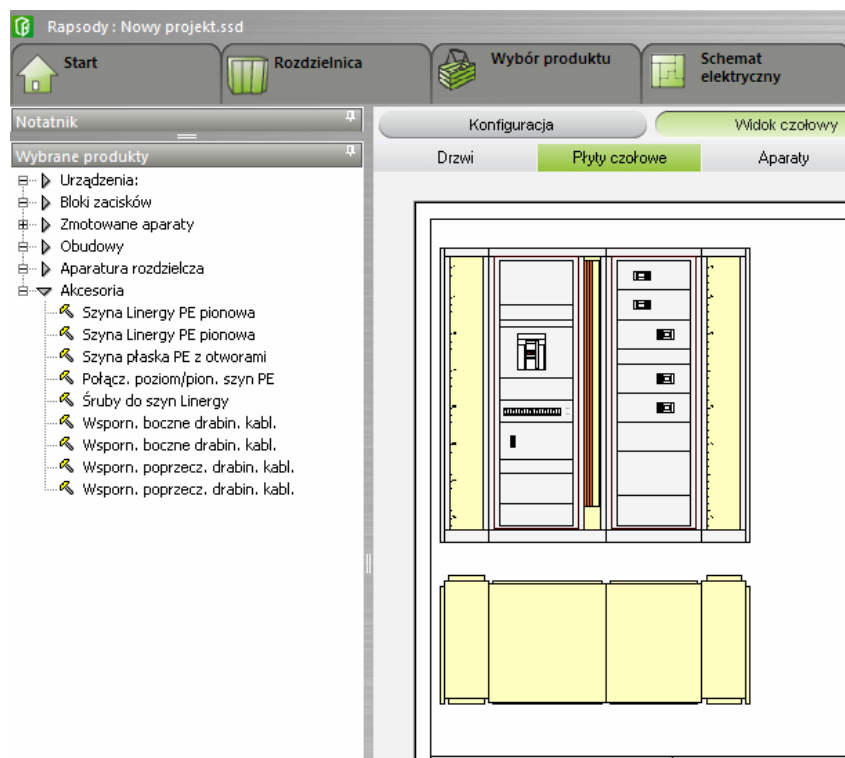 Rapsody : Nowy projekt.ssd
Start
Rozdzielnica
Wybór produktu
Schemat
elektryczny
Notatnik
Konfiguracja
Widok czołowy
Wybrane produkty
Drzwi
Płyty czołowe
Aparaty
Urządzenia:
Bloki zacisków
Zmotowane aparaty
Obudowy
Aparatura rozdzielcza
Akcesoria
Szyna Linergy PE pionowa
Szyna Linergy PE pionowa
Szyna płaska PE z otworami
Połącz. poziom/pion. szyn PE
Śruby do szyn Linergy
Wsporn. boczne drabin. kabl.
Wsporn. boczne drabin. kabl.
Wsporn. poprzecz. drabin. kabl.
Wsporn. poprzecz. drabin. kabl.